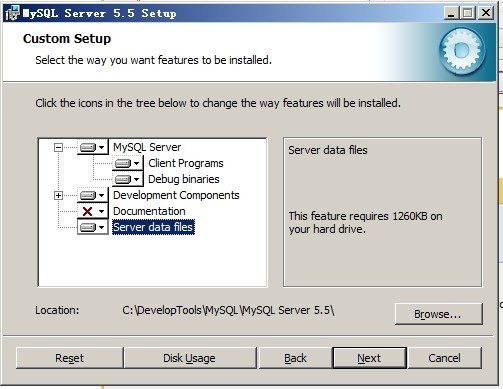 MySQL Server 5.5 Setup
Custom Setup
Select the way you want features to be installed.
Click the icons in the tree below to change the way features will be installed.
MySQL Server
Client Programs
Debug binaries
Development Components
Documentation
Server data files
Server data files
This feature requires 1260KB on
your hard drive.
Location: C:\DevelopTools\MySQL\MySQL Server 5.5\
Browse...
Reset Disk Usage Back Next Cancel